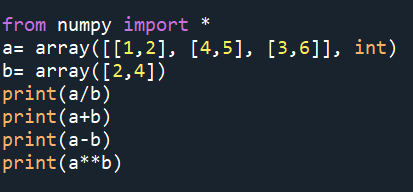 from numpy import *
a= array([[1,2], [4,5], [3,6]], int)
b= array([2,4])
print(a/b)
print(a+b)
print(a-b)
print(a**b)